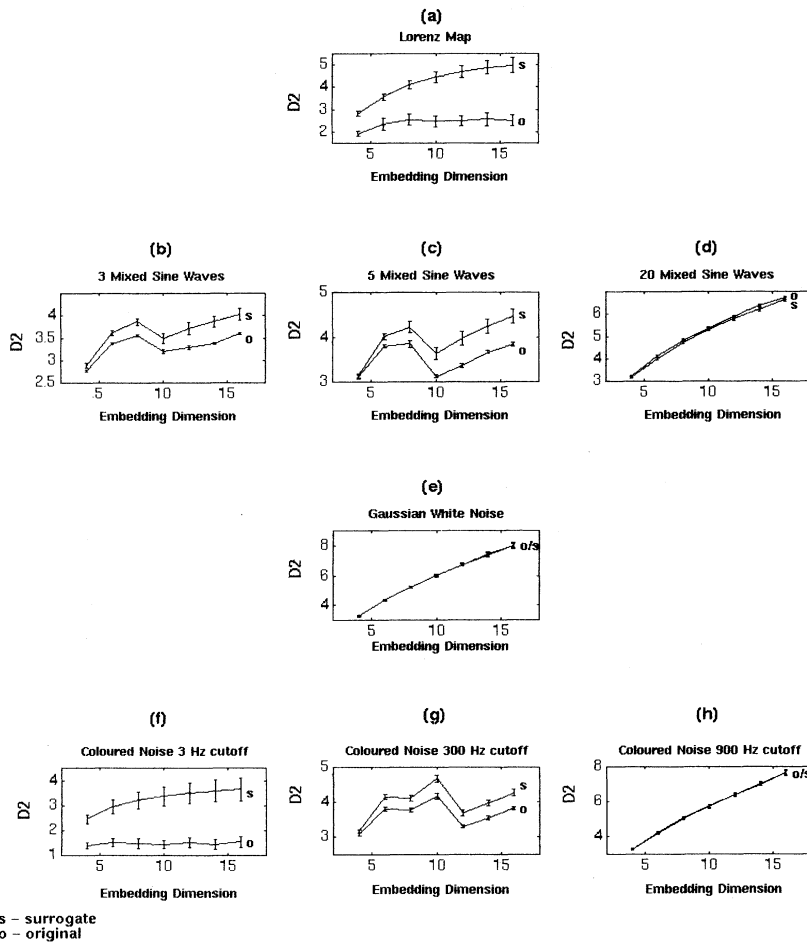 (a)
Lorenz Map
5
4
3
2
D2
s
o
5 10 15
Embedding Dimension
(b)
3 Mixed Sine Waves
4
3.5
3
2.5
D2
s
o
5 10 15
Embedding Dimension
(c)
5 Mixed Sine Waves
5
4
3
D2
s
o
5 10 15
Embedding Dimension
(d)
20 Mixed Sine Waves
6
5
4
3
D2
o
s
5 10 15
Embedding Dimension
(e)
Gaussian White Noise
8
6
4
D2
o/s
5 10 15
Embedding Dimension
(f)
Coloured Noise 3 Hz cutoff
4
3
2
1
D2
s
o
5 10 15
Embedding Dimension
(g)
Coloured Noise 300 Hz cutoff
5
4
3
D2
s
o
5 10 15
Embedding Dimension
(h)
Coloured Noise 900 Hz cutoff
8
6
4
D2
o/s
5 10 15
Embedding Dimension
s – surrogate
o – original